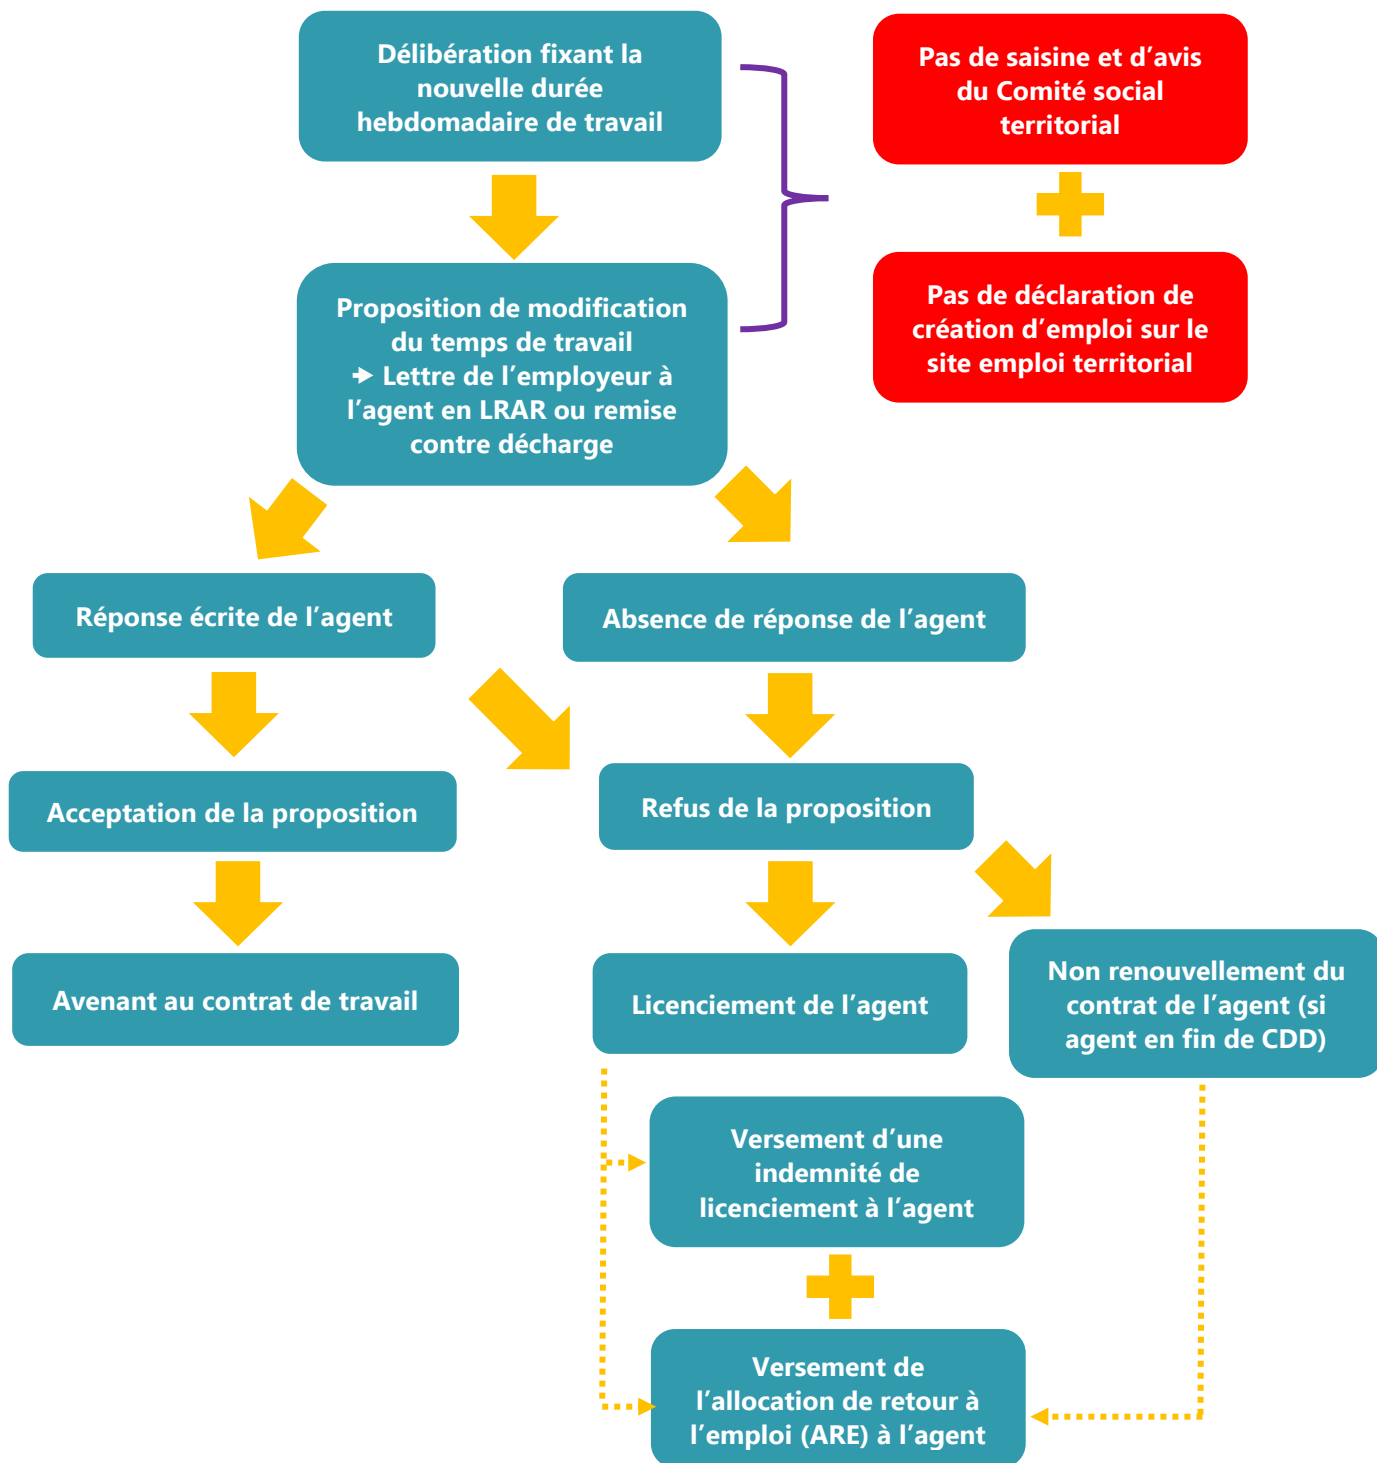 Délibération fixant la
nouvelle durée
hebdomadaire de travail
Pas de saisine et d’avis
du Comité social
territorial
Proposition de modification
du temps de travail
➔ Lettre de l’employeur à
l’agent en LRAR ou remise
contre décharge
Pas de déclaration de
création d’emploi sur le
site emploi territorial
Réponse écrite de l’agent
Absence de réponse de l’agent
Acceptation de la proposition
Refus de la proposition
Avenant au contrat de travail
Licenciement de l’agent
Non renouvellement du
contrat de l’agent (si
agent en fin de CDD)
Versement d’une
indemnité de
licenciement à l’agent
Versement de
l’allocation de retour à
l’emploi (ARE) à l’agent